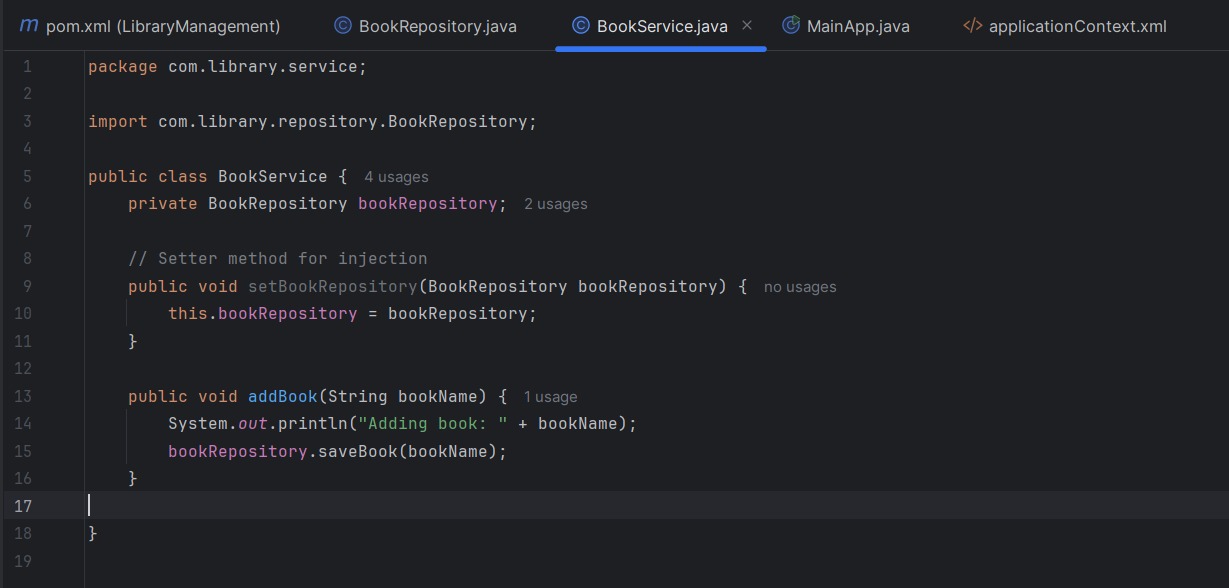 m pom.xml (LibraryManagement) © BookRepository.java © BookService.java × © MainApp.java </> applicationContext.xml
1 package com.library.service;
2
3 import com.library.repository.BookRepository;
4
5 public class BookService { 4 usages
6 private BookRepository bookRepository; 2 usages
7
8 // Setter method for injection
9 public void setBookRepository(BookRepository bookRepository) { no usages
10 this.bookRepository = bookRepository;
11 }
12
13 public void addBook(String bookName) { 1 usage
14 System.out.println("Adding book: " + bookName);
15 bookRepository.saveBook(bookName);
16 }
17
18 }
19